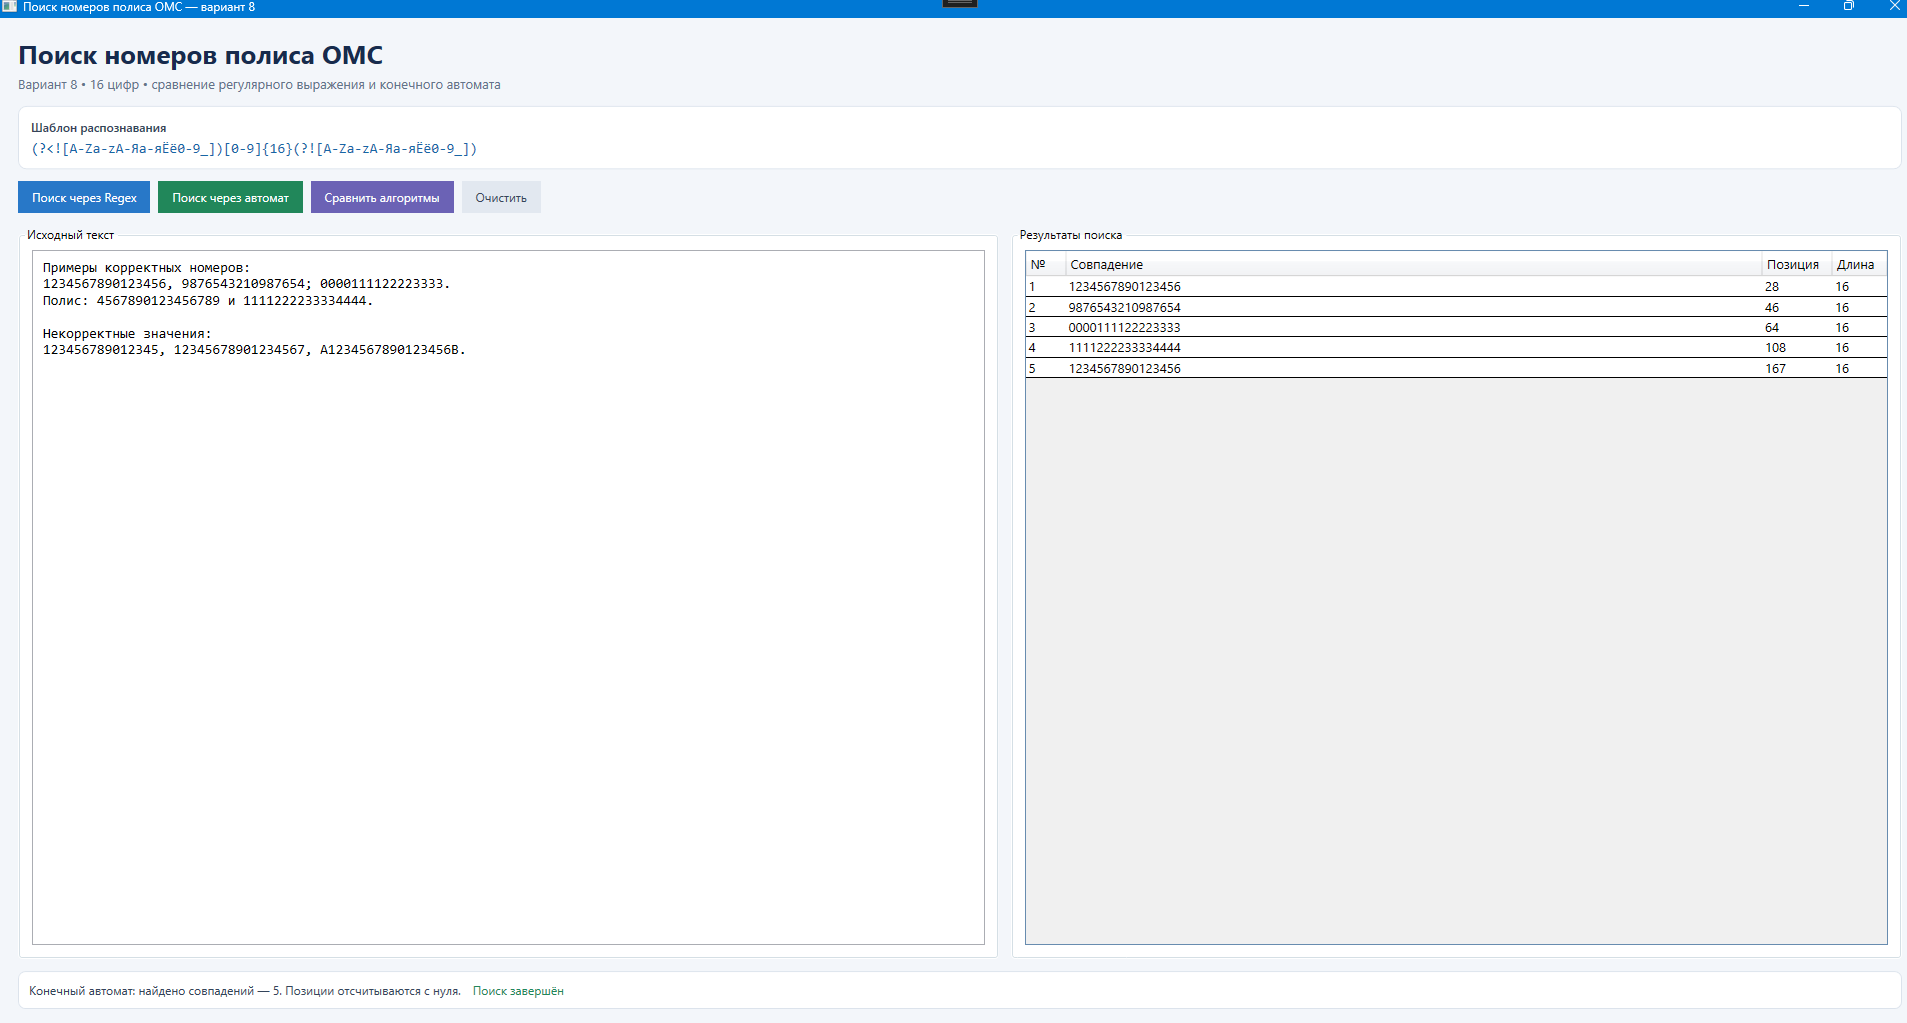 Поиск номеров полиса ОМС — вариант 8
Поиск номеров полиса ОМС
Вариант 8 • 16 цифр • сравнение регулярного выражения и конечного автомата
Шаблон распознавания
(?<![A-Za-zА-Яа-яЁё0-9_])[0-9]{16}(?![A-Za-zА-Яа-яЁё0-9_])
Поиск через Regex Поиск через автомат Сравнить алгоритмы Очистить
Исходный текст
Примеры корректных номеров:
1234567890123456, 9876543210987654; 0000111122223333.
Полис: 4567890123456789 и 1111222233334444.
Некорректные значения:
123456789012345, 12345678901234567, A1234567890123456B.
Результаты поиска
№ Совпадение Позиция Длина
1 1234567890123456 28 16
2 9876543210987654 46 16
3 0000111122223333 64 16
4 1111222233334444 108 16
5 1234567890123456 167 16
Конечный автомат: найдено совпадений — 5. Позиции отсчитываются с нуля. Поиск завершён